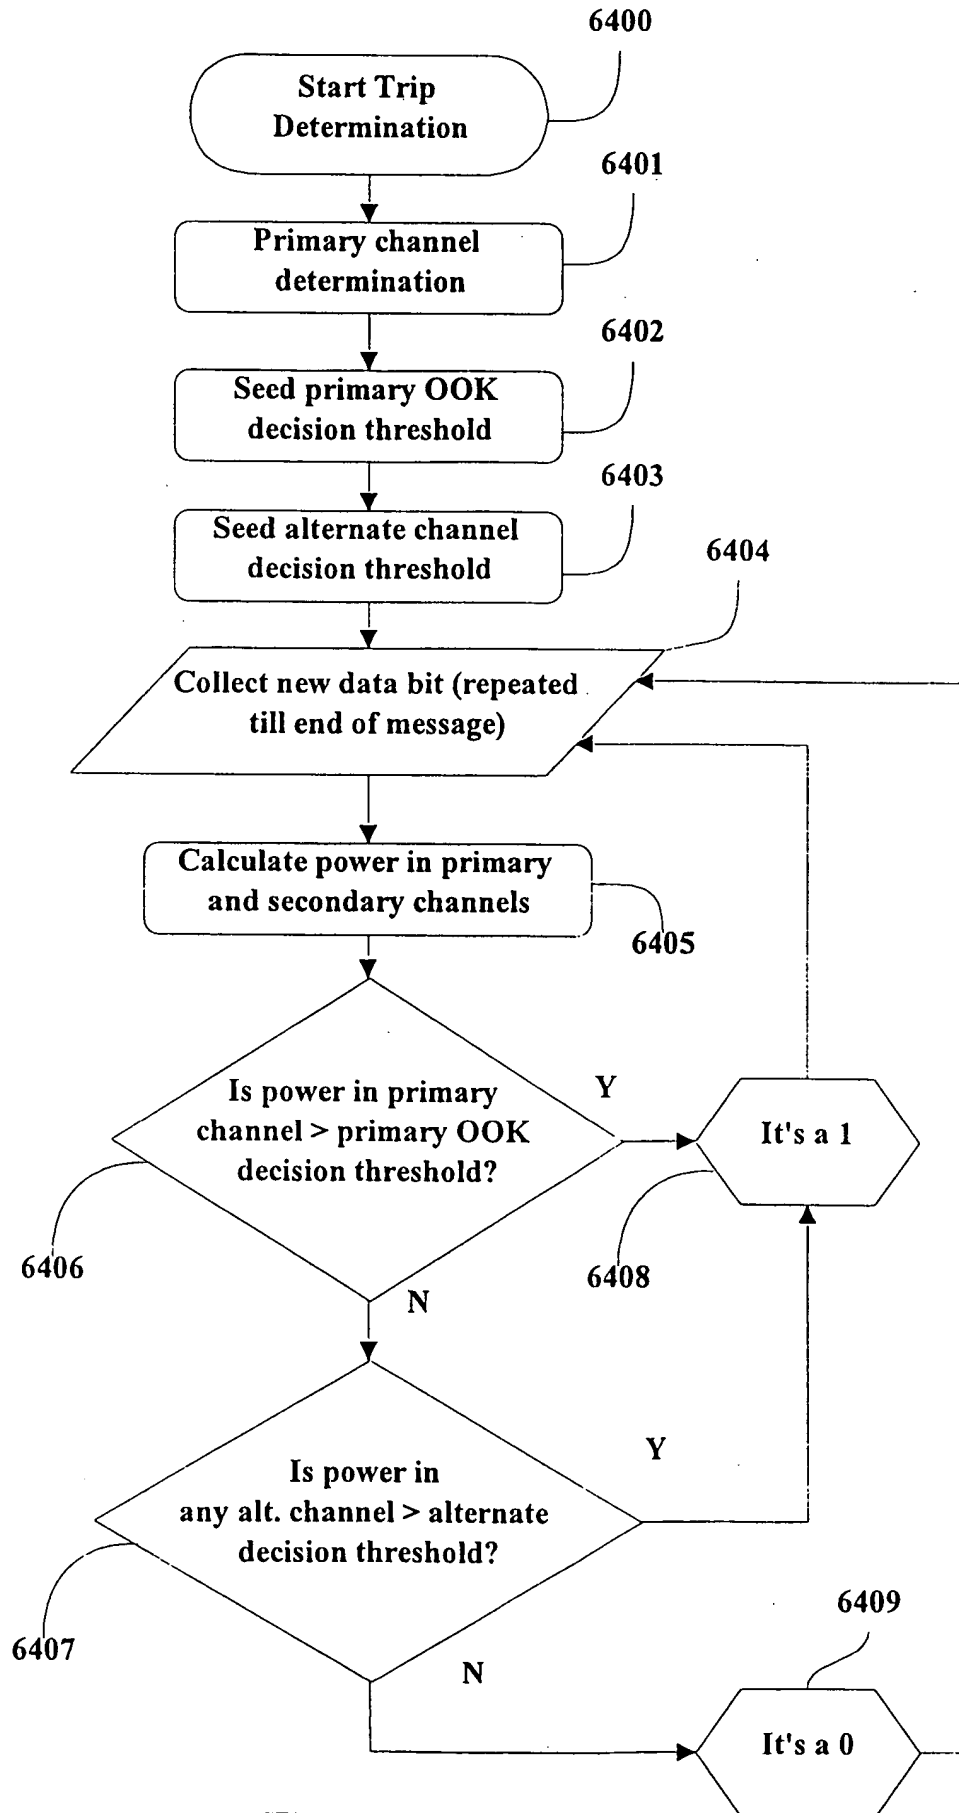 6400
Start Trip
Determination
6401
Primary channel
determination
6402
Seed primary OOK
decision threshold
6403
Seed alternate channel
decision threshold
6404
Collect new data bit (repeated
till end of message)
Calculate power in primary
and secondary channels
6405
Is power in primary
channel > primary OOK
decision threshold?
Y
It's a 1
6406
6408
N
Is power in
any alt. channel > alternate
decision threshold?
Y
6407
6409
N
It's a 0